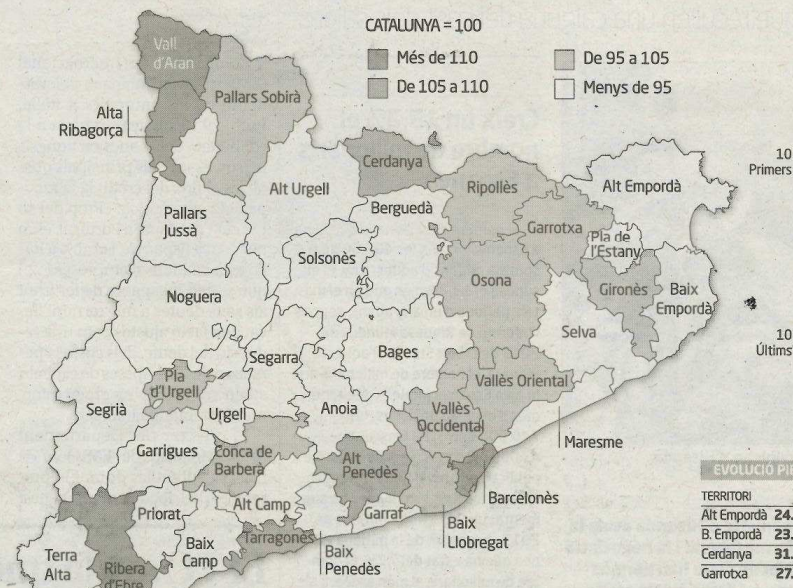 CATALUNYA = 100
Més de 110
De 105 a 110
De 95 a 105
Menys de 95
Vall
d'Aran
Alta
Ribagorça
Pallars Sobirà
Cerdanya
Alt Urgell
Berguedà
Ripollès
Alt Empordà
Pallars
Jussà
Garrotxa
Pla de
l'Estany
Solsonès
Osona
Gironès
Baix
Empordà
Noguera
Selva
Segarra
Bages
Pla
d'Urgell
Vallès Oriental
Segrià
Urgell
Anoia
Vallès
Occidental
Maresme
Garrigues
Conca de
Barberà
Alt
Penedès
Barcelonès
Priorat
Alt Camp
Garraf
Baix
Llobregat
Tarragonès
Baix
Penedès
Baix
Camp
Terra
Alta
Ribera
d'Ebre
10
Primers
10
Últims
EVOLUCIÓ
TERRITORI
Alt Empordà 24.
B. Empordà 23.
Cerdanya 31.
Garrotxa 27.